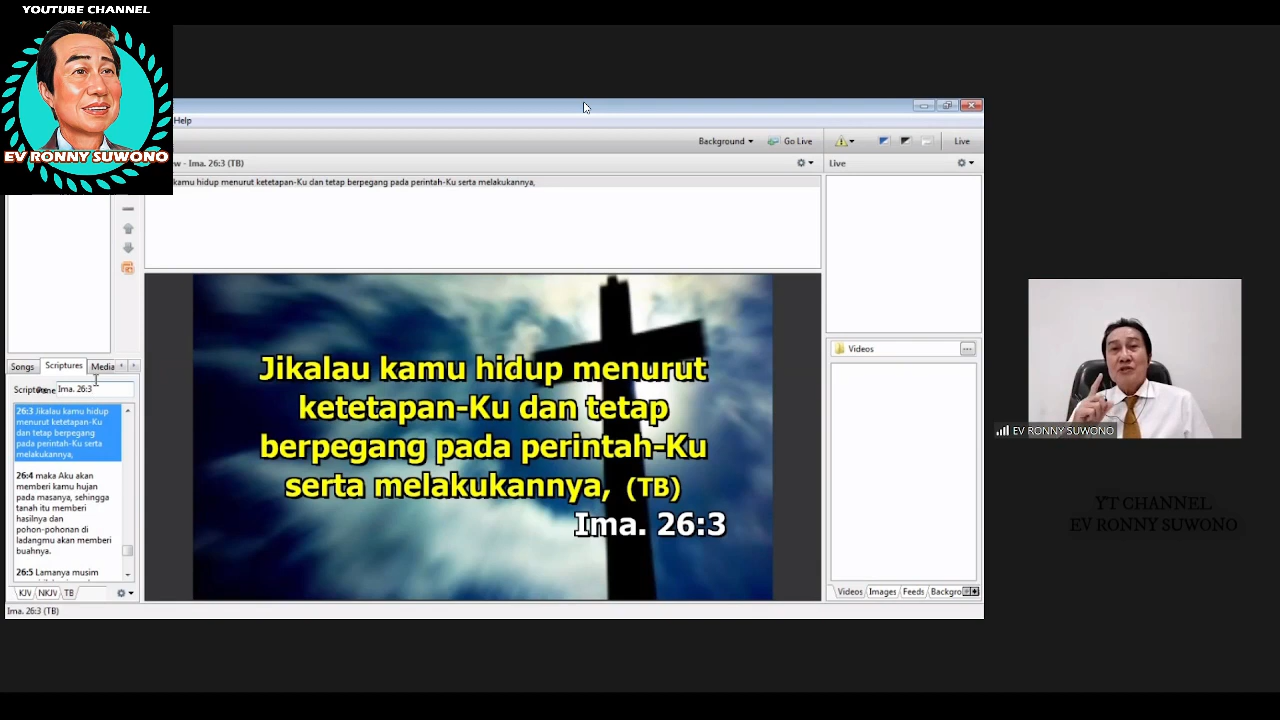 YOUTUBE CHANNEL
EV RONNY SUWONO
Help
Background
Go Live
Live
- Ima. 26:3 (TB)
Live
kamu hidup menurut ketetapan-Ku dan tetap berpegang pada perintah-Ku serta melakukannya,
Jikalau kamu hidup menurut
ketetapan-Ku dan tetap
berpegang pada perintah-Ku
serta melakukannya, (TB)
Ima. 26:3
Songs
Scriptures
Media
Ima. 26:3
26:3 Jikalau kamu hidup
menurut ketetapan-Ku
dan tetap berpegang
pada perintah-Ku serta
melakukannya,
26:4 maka Aku akan
memberi kamu hujan
pada masanya, sehingga
tanah itu memberi
hasilnya dan
pohon-pohonan di
ladangmu akan memberi
buahnya.
26:5 Lamanya musim
KJV
NKJV
TB
Ima. 26:3 (TB)
Videos
Videos
Images
Feeds
Backgro
EV RONNY SUWONO
YT CHANNEL
EV RONNY SUWONO